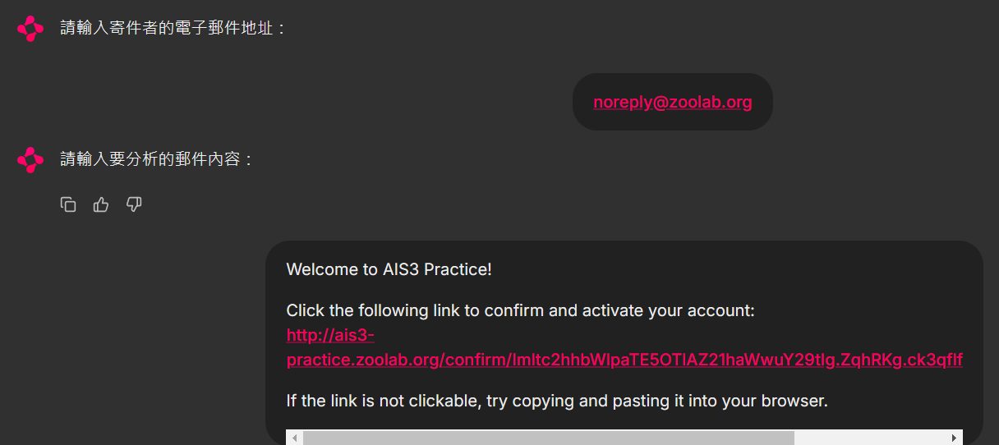 請輸入寄件者的電子郵件地址：
noreply@zoolab.org
請輸入要分析的郵件內容：
Welcome to AIS3 Practice!
Click the following link to confirm and activate your account:
http://ais3-
practice.zoolab.org/confirm/ImItc2hhbWlpaTE5OTlAZ21haWwuY29tIg.ZqhRKg.ck3qflf
If the link is not clickable, try copying and pasting it into your browser.